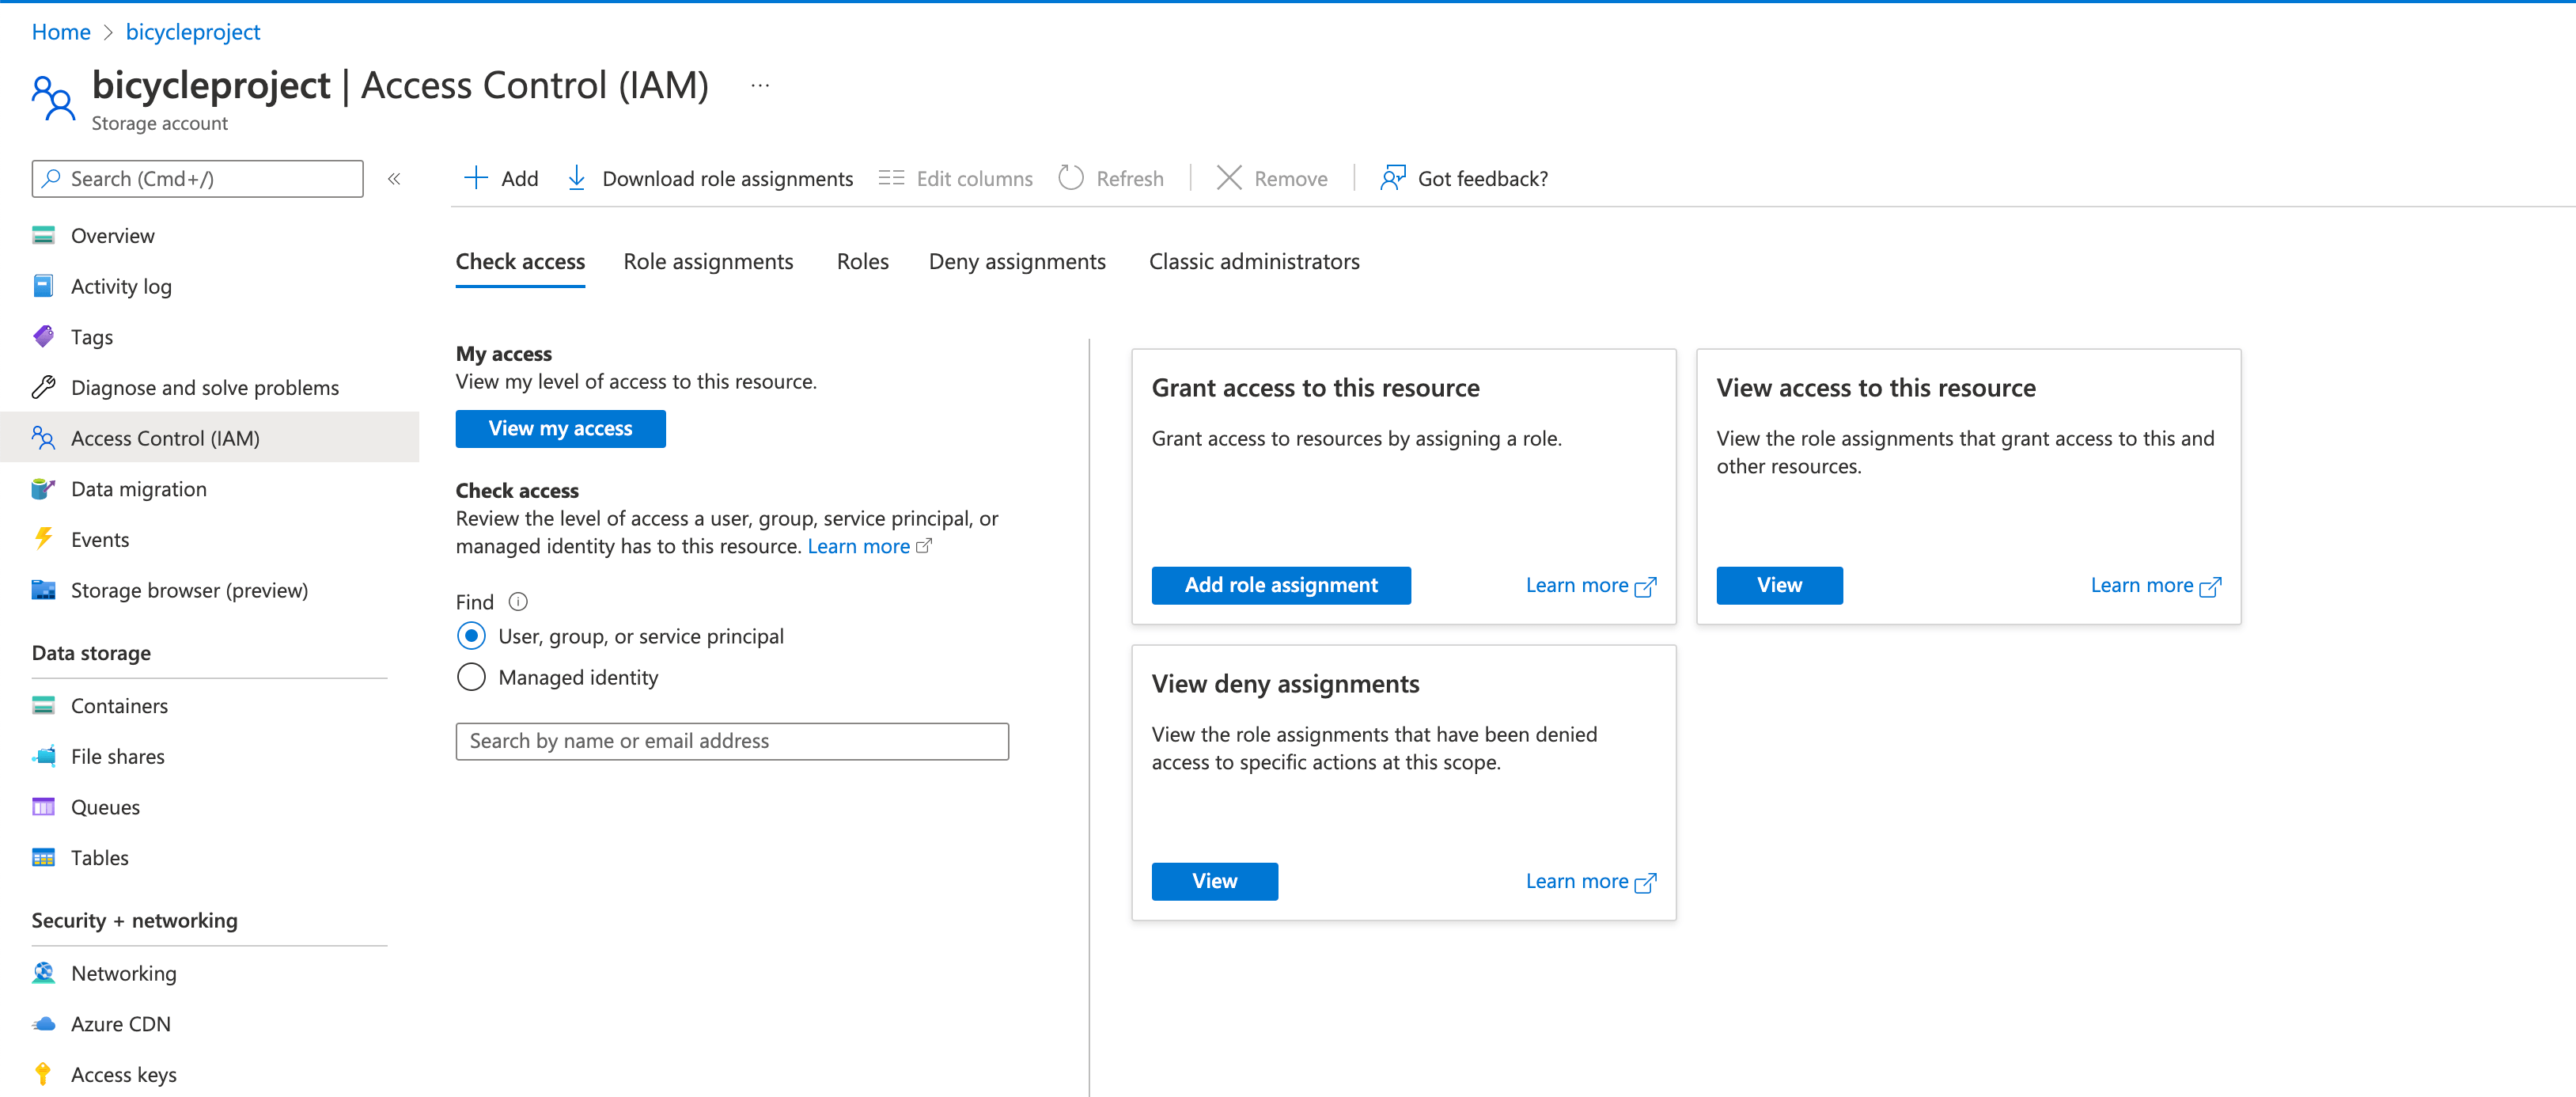 Home > bicycleproject
bicycleproject | Access Control (IAM) ...
Storage account
Search (Cmd+/)
«
Overview
Activity log
Tags
Diagnose and solve problems
Access Control (IAM)
Data migration
Events
Storage browser (preview)
Data storage
Containers
File shares
Queues
Tables
Security + networking
Networking
Azure CDN
Access keys
Add
Download role assignments
Edit columns
Refresh
Remove
Got feedback?
Check access
Role assignments
Roles
Deny assignments
Classic administrators
My access
View my level of access to this resource.
View my access
Check access
Review the level of access a user, group, service principal, or
managed identity has to this resource. Learn more
Find
User, group, or service principal
Managed identity
Search by name or email address
Grant access to this resource
Grant access to resources by assigning a role.
Add role assignment
Learn more
View access to this resource
View the role assignments that grant access to this and
other resources.
View
Learn more
View deny assignments
View the role assignments that have been denied
access to specific actions at this scope.
View
Learn more